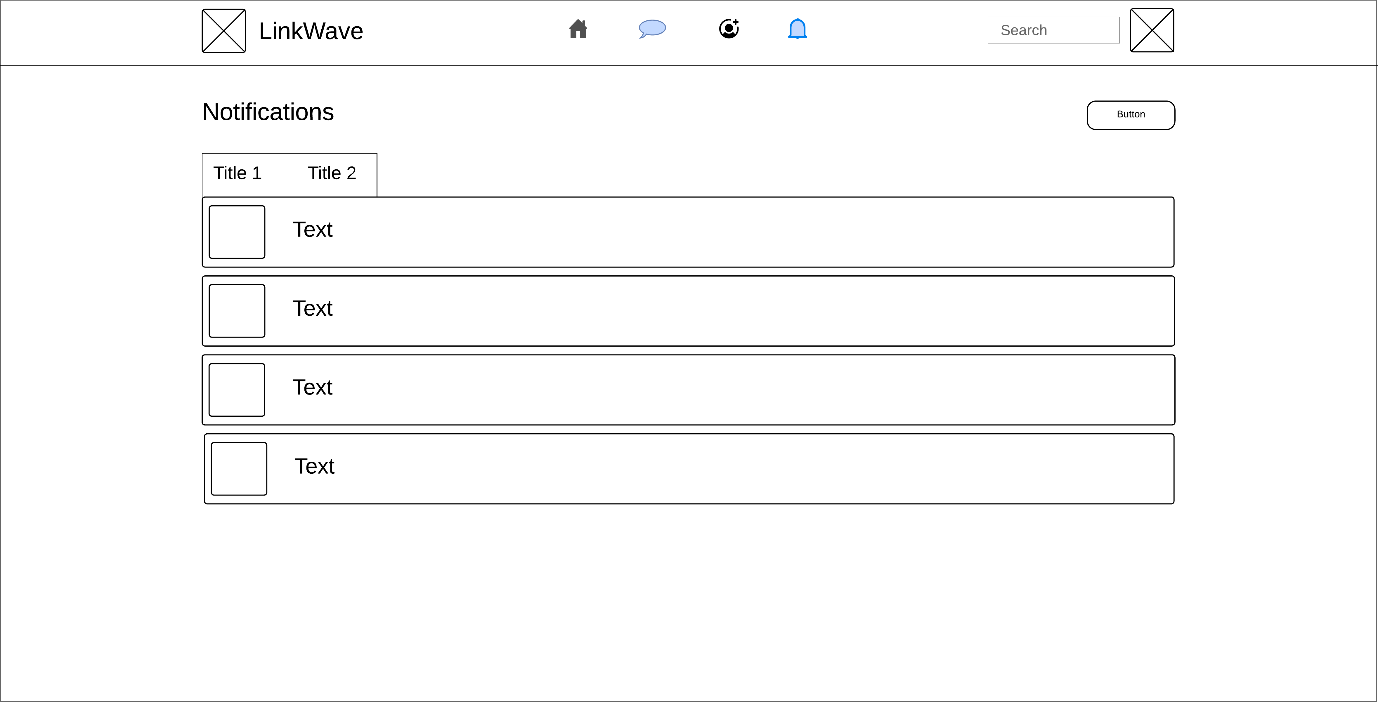 LinkWave
Search
Notifications
Button
Title 1
Title 2
Text
Text
Text
Text